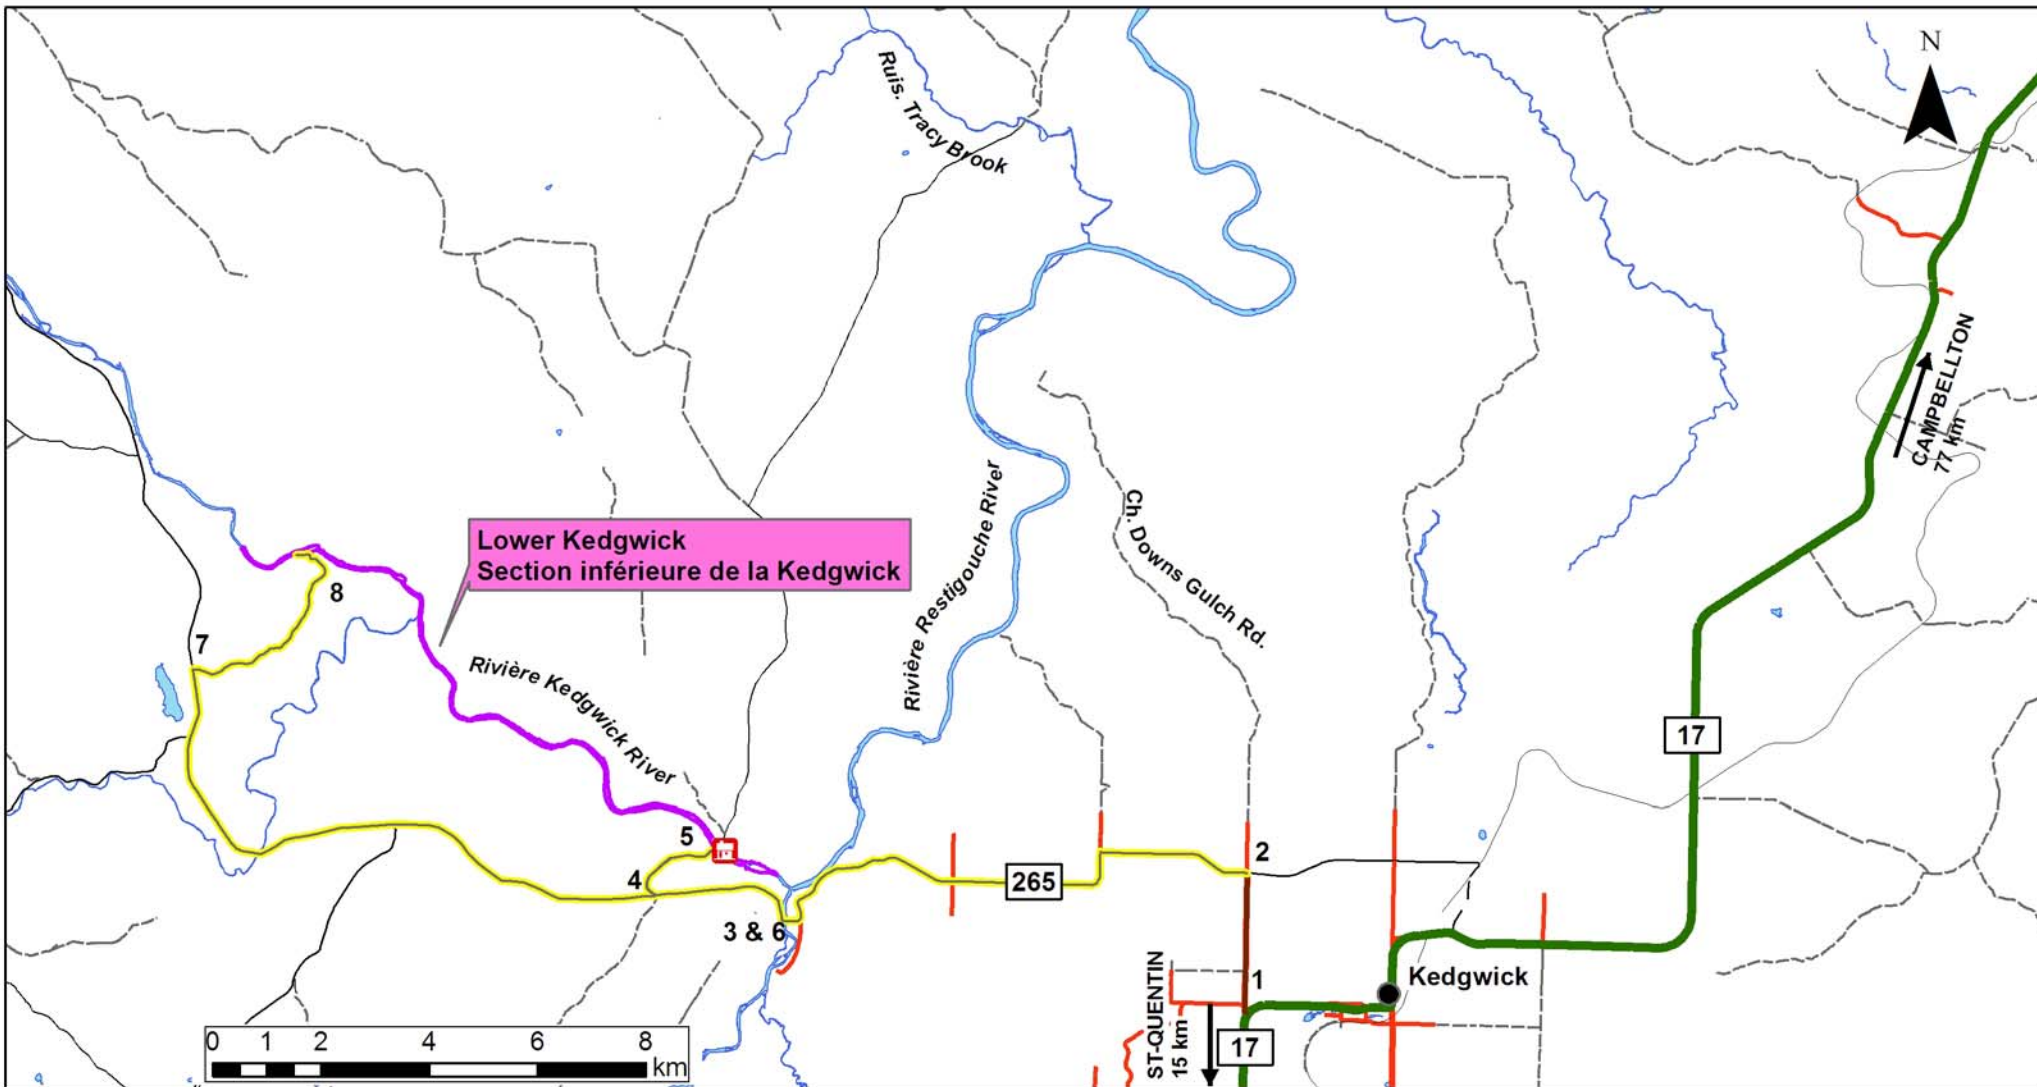 N
Ruis. Tracy Brook
CAMPBELLTON
77 km
Lower Kedgwick
Section inférieure de la Kedgwick
Rivière Restigouche River
Ch. Downs Gulch Rd.
8
7
Rivière Kedgwick River
17
5
4
2
265
3 & 6
1
Kedgwick
ST-QUENTIN
15 km
17
0 1 2 4 6 8
km